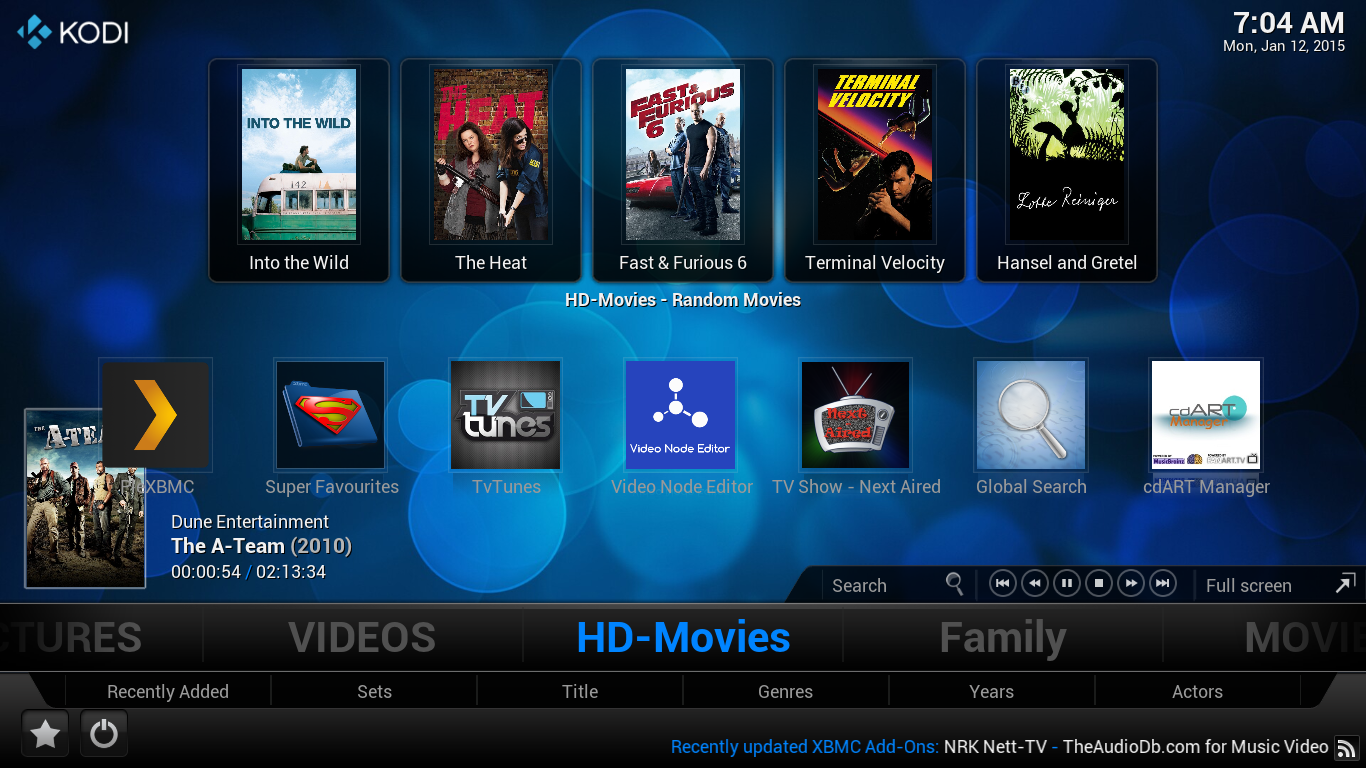 KODI
7:04 AM
Mon, Jan 12, 2015
INTO THE WILD
142
THE
HEAT
FAST & FURIOUS
6
TERMINAL
VELOCITY
Lotte Reiniger
Into the Wild
The Heat
Fast & Furious 6
Terminal Velocity
Hansel and Gretel
HD-Movies - Random Movies
TV
tunes
Video Node Editor
Next
Aired
cdART
Manager
MusicBrainz
THE
A-TEA
XBMC
Super Favourites
TvTunes
Video Node Editor
TV Show - Next Aired
Global Search
cdART Manager
Dune Entertainment
The A-Team (2010)
00:00:54 / 02:13:34
Search
Full screen
CTURES
VIDEOS
HD-Movies
Family
MOVIE
Recently Added
Sets
Title
Genres
Years
Actors
Recently updated XBMC Add-Ons: NRK Nett-TV - TheAudioDb.com for Music Video